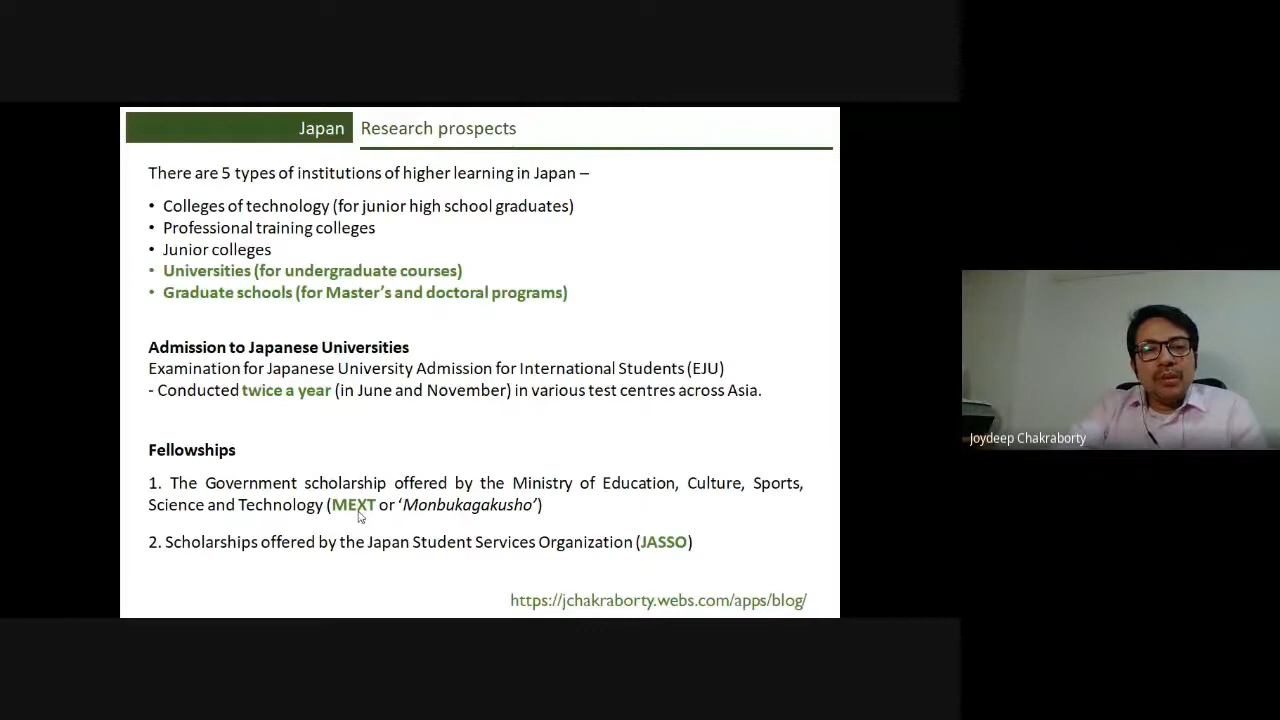 Japan
Research prospects
There are 5 types of institutions of higher learning in Japan –
• Colleges of technology (for junior high school graduates)
• Professional training colleges
• Junior colleges
• Universities (for undergraduate courses)
• Graduate schools (for Master's and doctoral programs)
Admission to Japanese Universities
Examination for Japanese University Admission for International Students (EJU)
- Conducted twice a year (in June and November) in various test centres across Asia.
Fellowships
1. The Government scholarship offered by the Ministry of Education, Culture, Sports,
Science and Technology (MEXT or ‘Monbukagakusho’)
2. Scholarships offered by the Japan Student Services Organization (JASSO)
https://jchakraborty.webs.com/apps/blog/
Joydeep Chakraborty